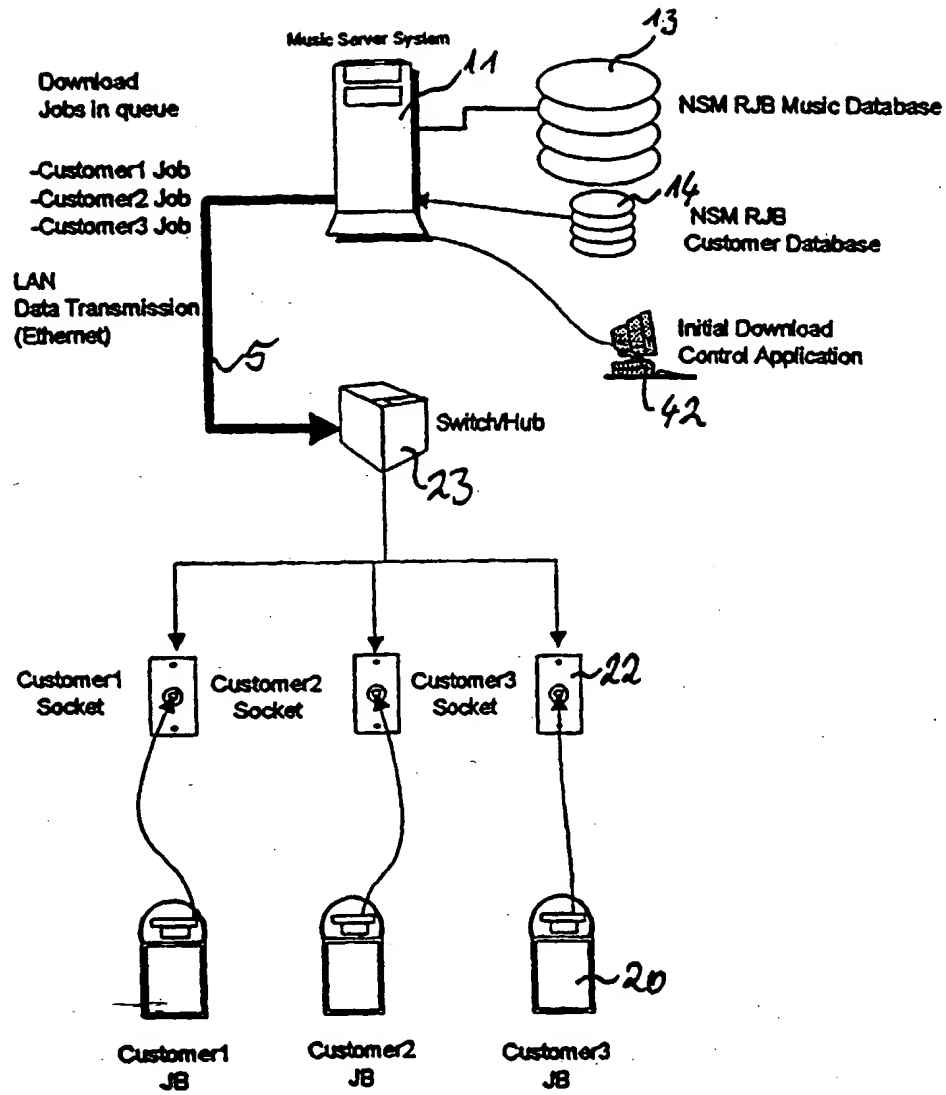 Music Server System
11
13
Download
Jobs in queue
NSM RJB Music Database
-Customer1 Job
-Customer2 Job
-Customer3 Job
14
NSM RJB
Customer Database
LAN
Data Transmission
(Ethernet)
5
Initial Download
Control Application
42
Switch/Hub
23
Customer1
Socket
Customer2
Socket
Customer3
Socket
22
20
Customer1
JB
Customer2
JB
Customer3
JB